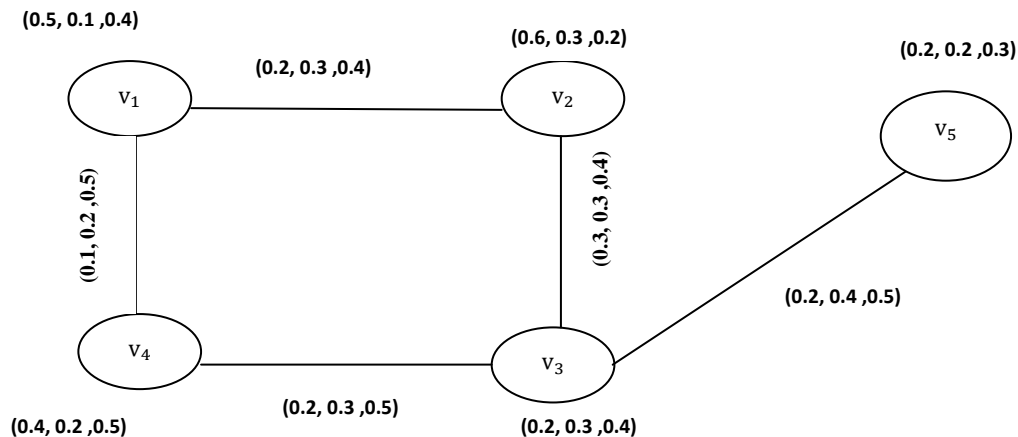 (0.5, 0.1 ,0.4)
(0.6, 0.3 ,0.2)
(0.2, 0.2 ,0.3)
(0.2, 0.3 ,0.4)
v₁
v₂
v₅
(0.1, 0.2 ,0.5)
(0.3, 0.3 ,0.4)
(0.2, 0.4 ,0.5)
v₄
v₃
(0.2, 0.3 ,0.5)
(0.4, 0.2 ,0.5)
(0.2, 0.3 ,0.4)